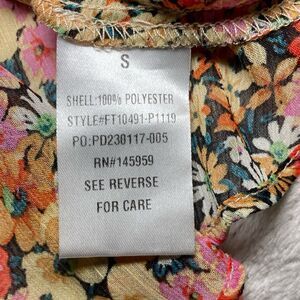 S
SHELL:100% POLYESTER
STYLE#FT10491-P1119
PO:PD230117-005
RN#145959
SEE REVERSE
FOR CARE